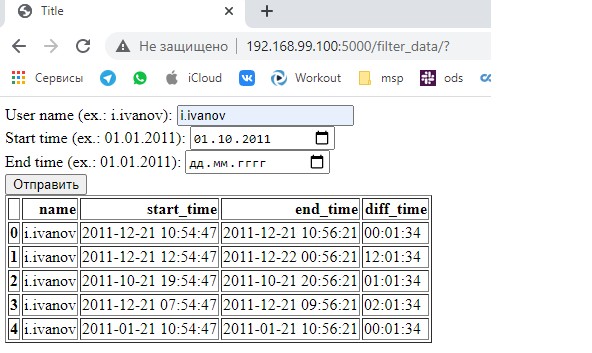 Title
Не защищено 192.168.99.100:5000/filter_data/?
Сервисы iCloud Workout msp ods
User name (ex.: i.ivanov): i.ivanov
Start time (ex.: 01.01.2011): 01.10.2011
End time (ex.: 01.01.2011): дд.мм.гггг
Отправить
name start_time end_time diff_time
0 i.ivanov 2011-12-21 10:54:47 2011-12-21 10:56:21 00:01:34
1 i.ivanov 2011-12-21 12:54:47 2011-12-22 00:56:21 12:01:34
2 i.ivanov 2011-10-21 19:54:47 2011-10-21 20:56:21 01:01:34
3 i.ivanov 2011-12-21 07:54:47 2011-12-21 09:56:21 02:01:34
4 i.ivanov 2011-01-21 10:54:47 2011-01-21 10:56:21 00:01:34